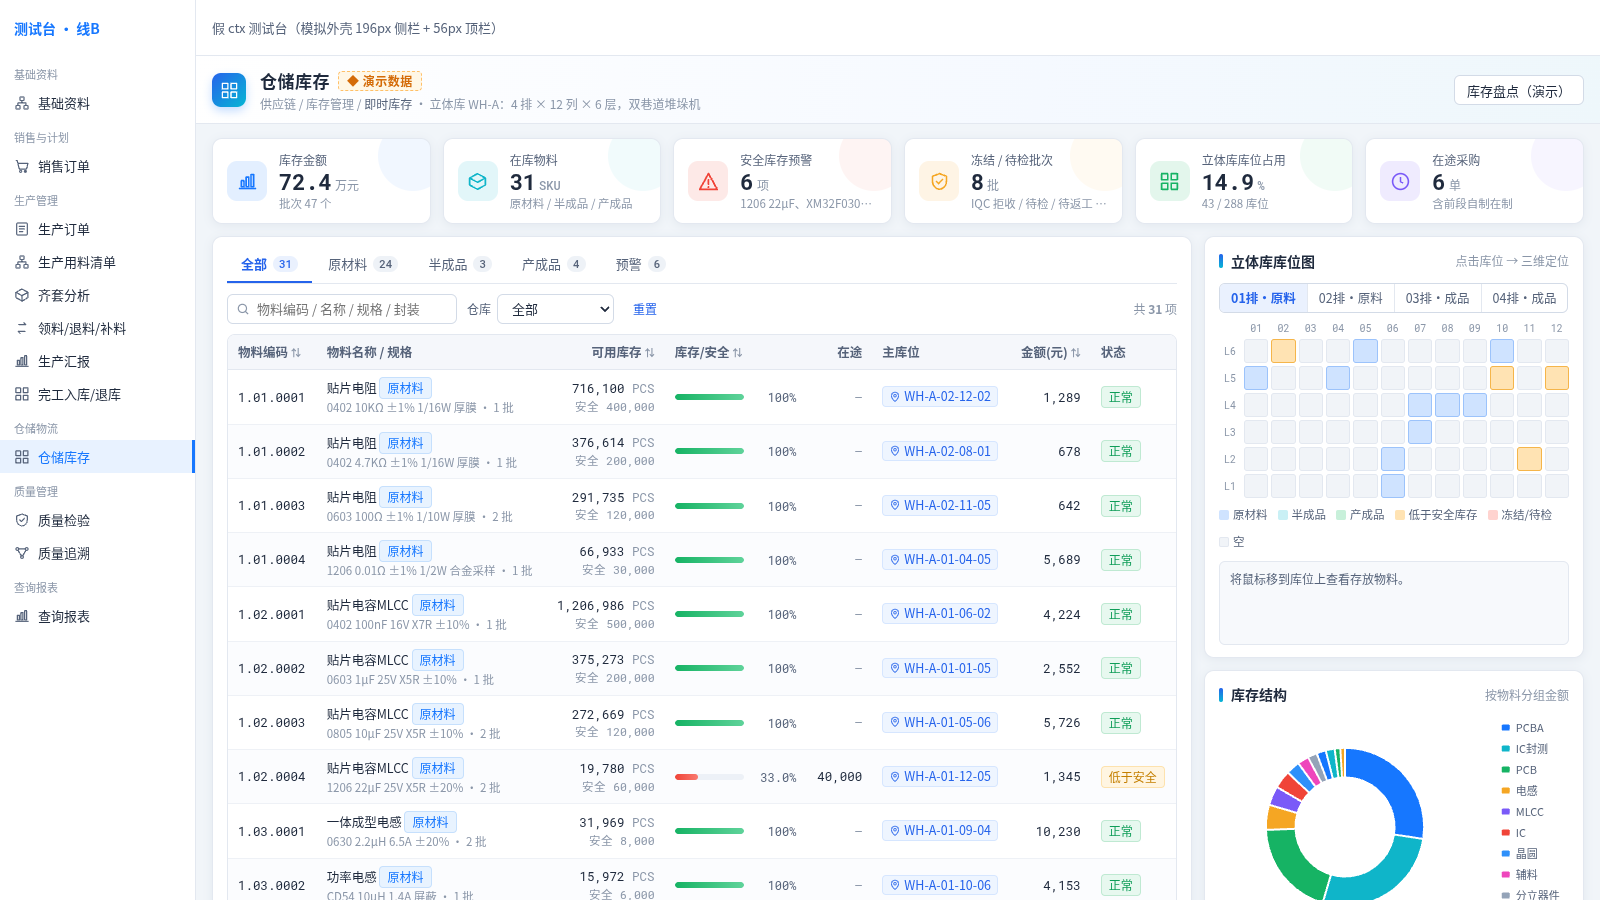 测试台 · 线B
基础资料
基础资料
销售与计划
销售订单
生产管理
生产订单
生产用料清单
齐套分析
领料/退料/补料
生产汇报
完工入库/退库
仓储物流
仓储库存
质量管理
质量检验
质量追溯
查询报表
查询报表
假 ctx 测试台（模拟外壳 196px 侧栏 + 56px 顶栏）
仓储库存 ◆ 演示数据
供应链 / 库存管理 / 即时库存 · 立体库 WH-A：4 排 × 12 列 × 6 层，双巷道堆垛机
库存盘点（演示）
库存金额
72.4 万元
批次 47 个
在库物料
31 SKU
原材料 / 半成品 / 产成品
安全库存预警
6 项
1206 22μF、XM32F030…
冻结 / 待检批次
8 批
IQC 拒收 / 待检 / 待返工 …
立体库库位占用
14.9 %
43 / 288 库位
在途采购
6 单
含前段自制在制
全部 31 原材料 24 半成品 3 产成品 4 预警 6
物料编码 / 名称 / 规格 / 封装 仓库 全部 重置 共 31 项
物料编码 物料名称 / 规格 可用库存 库存/安全 在途 主库位 金额(元) 状态
1.01.0001 贴片电阻 原材料 716,100 PCS 100% — WH-A-02-12-02 1,289 正常
0402 10KΩ ±1% 1/16W 厚膜 · 1 批 安全 400,000
1.01.0002 贴片电阻 原材料 376,614 PCS 100% — WH-A-02-08-01 678 正常
0402 4.7KΩ ±1% 1/16W 厚膜 · 1 批 安全 200,000
1.01.0003 贴片电阻 原材料 291,735 PCS 100% — WH-A-02-11-05 642 正常
0603 100Ω ±1% 1/10W 厚膜 · 2 批 安全 120,000
1.01.0004 贴片电阻 原材料 66,933 PCS 100% — WH-A-01-04-05 5,689 正常
1206 0.01Ω ±1% 1/2W 合金采样 · 1 批 安全 30,000
1.02.0001 贴片电容MLCC 原材料 1,206,986 PCS 100% — WH-A-01-06-02 4,224 正常
0402 100nF 16V X7R ±10% · 1 批 安全 500,000
1.02.0002 贴片电容MLCC 原材料 375,273 PCS 100% — WH-A-01-01-05 2,552 正常
0603 1μF 25V X5R ±10% · 1 批 安全 200,000
1.02.0003 贴片电容MLCC 原材料 272,669 PCS 100% — WH-A-01-05-06 5,726 正常
0805 10μF 25V X5R ±10% · 2 批 安全 120,000
1.02.0004 贴片电容MLCC 原材料 19,780 PCS 33.0% 40,000 WH-A-01-12-05 1,345 低于安全
1206 22μF 25V X5R ±20% · 2 批 安全 60,000
1.03.0001 一体成型电感 原材料 31,969 PCS 100% — WH-A-01-09-04 10,230 正常
0630 2.2μH 6.5A ±20% · 2 批 安全 8,000
1.03.0002 功率电感 原材料 15,972 PCS 100% — WH-A-01-10-06 4,153 正常
CD54 10μH 1.4A 屏蔽 · 1 批 安全 6,000
立体库库位图 点击库位 → 三维定位
01排 · 原料 02排 · 原料 03排 · 成品 04排 · 成品
01 02 03 04 05 06 07 08 09 10 11 12
L6
L5
L4
L3
L2
L1
原材料 半成品 产成品 低于安全库存 冻结/待检
空
将鼠标移到库位上查看存放物料。
库存结构 按物料分组金额
PCBA
IC封测
PCB
电感
MLCC
IC
晶圆
辅料
分立器件